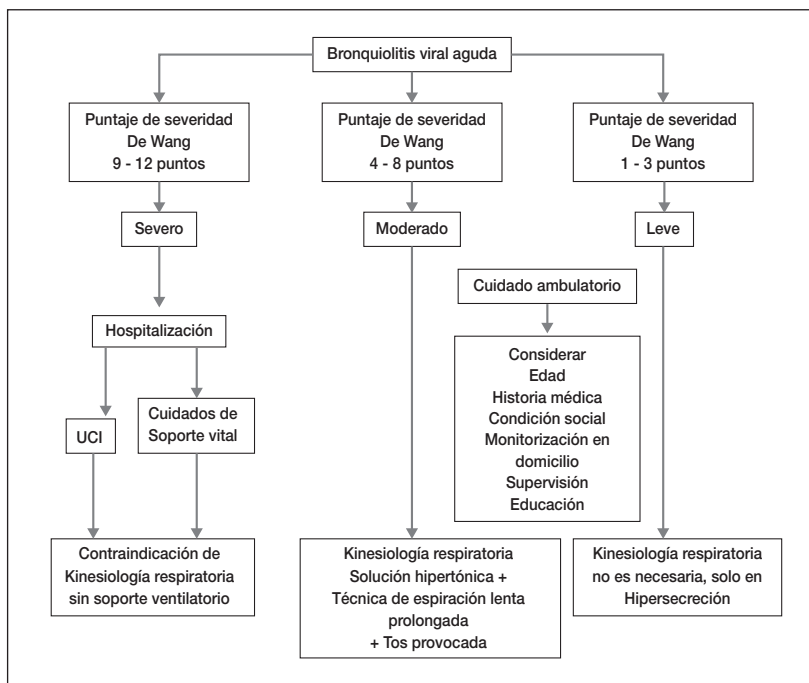 Bronquiolitis viral aguda
Puntaje de severidad
De Wang
9 - 12 puntos
Puntaje de severidad
De Wang
4 - 8 puntos
Puntaje de severidad
De Wang
1 - 3 puntos
Severo
Moderado
Leve
Cuidado ambulatorio
Hospitalización
Considerar
Edad
Historia médica
Condición social
Monitorización en
domicilio
Supervisión
Educación
UCI
Cuidados de
Soporte vital
Contraindicación de
Kinesiología respiratoria
sin soporte ventilatorio
Kinesiología respiratoria
Solución hipertónica +
Técnica de espiración lenta
prolongada
+ Tos provocada
Kinesiología respiratoria
no es necesaria, solo en
Hipersecreción